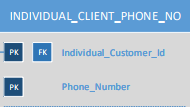 INDIVIDUAL_CLIENT_PHONE_NO
PK FK Individual_Customer_Id
PK Phone_Number